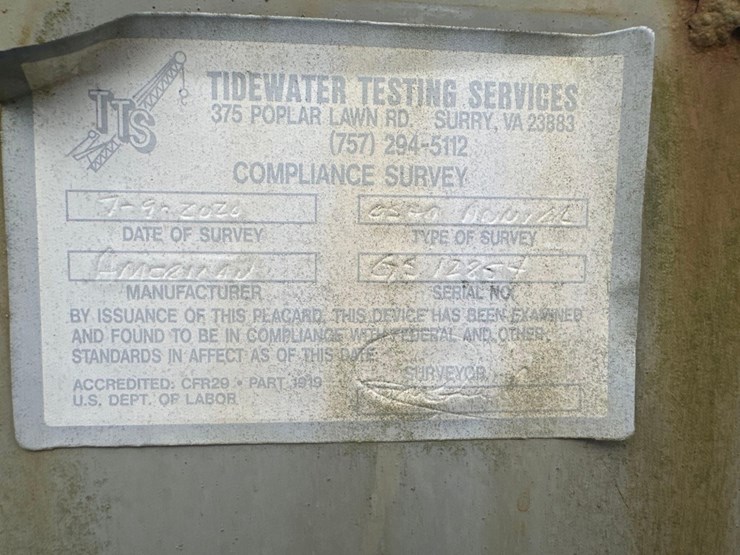 TTS
TIDEWATER TESTING SERVICES
375 POPLAR LAWN RD. SURRY, VA 23883
(757) 294-5112
COMPLIANCE SURVEY
7-9-2020
DATE OF SURVEY
TYPE OF SURVEY
AMERICAN
MANUFACTURER
GS 12854
SERIAL NO.
BY ISSUANCE OF THIS PLACARD, THIS DEVICE HAS BEEN EXAMINED
AND FOUND TO BE IN COMPLIANCE WITH FEDERAL AND OTHER
STANDARDS IN AFFECT AS OF THIS DATE
SURVEYOR
ACCREDITED: CFR29 • PART 1919
U.S. DEPT. OF LABOR